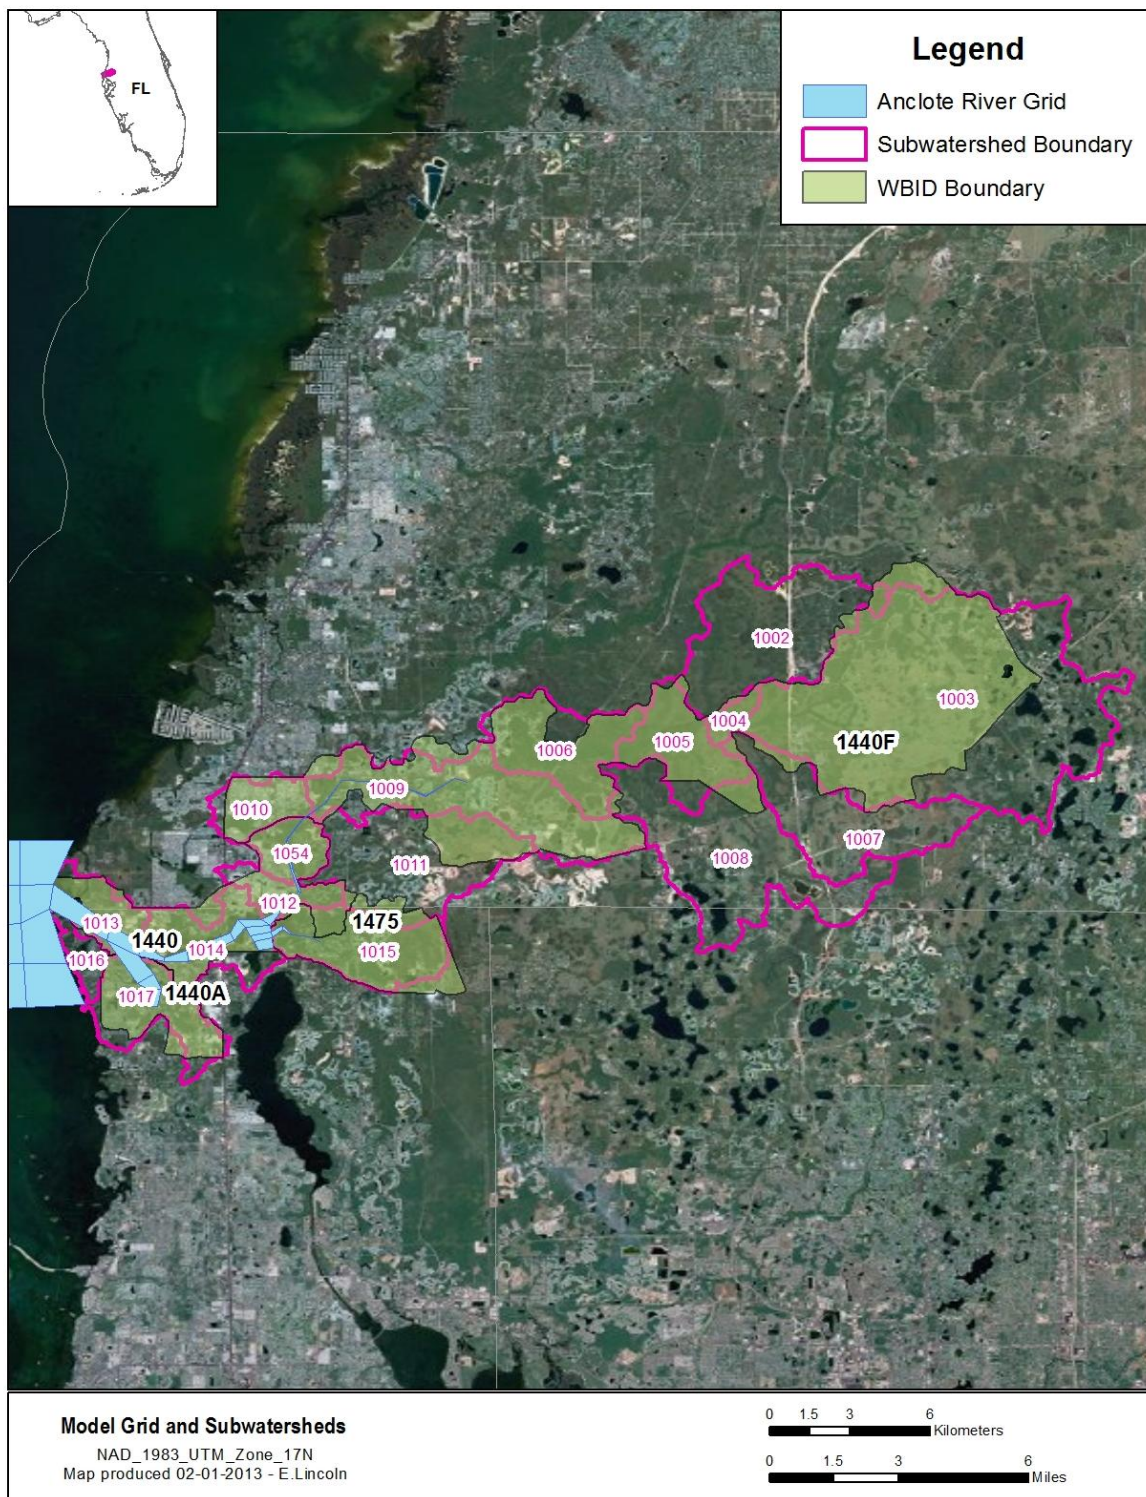 FL
Legend
Anclote River Grid
Subwatershed Boundary
WBID Boundary
1002
1003
1004
1005
1440F
1006
1009
1010
1007
1054
1011
1008
1012
1013
1475
1440
1014
1015
1016
1017
1440A
Model Grid and Subwatersheds
NAD_1983_UTM_Zone_17N
Map produced 02-01-2013 - E.Lincoln
0 1.5 3 6
Kilometers
0 1.5 3 6
Miles